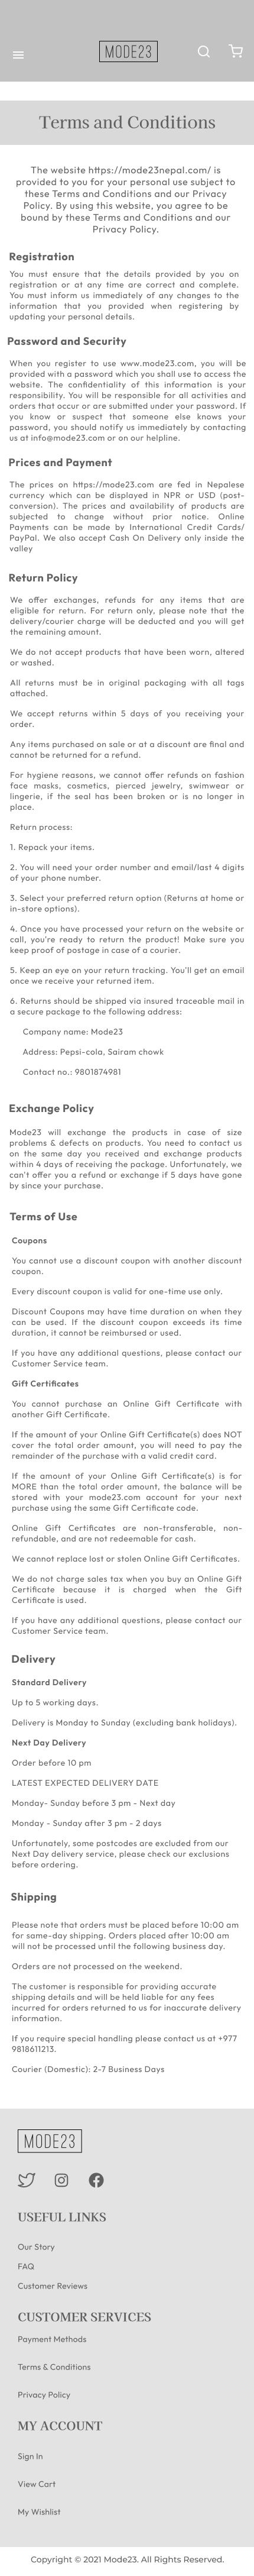 MODE23
Terms and Conditions
The website https://mode23nepal.com/ is
provided to you for your personal use subject to
these Terms and Conditions and our Privacy
Policy. By using this website, you agree to be
bound by these Terms and Conditions and our
Privacy Policy.
Registration
You must ensure that the details provided by you on
registration or at any time are correct and complete.
You must inform us immediately of any changes to the
information that you provided when registering by
updating your personal details.
Password and Security
When you register to use www.mode23.com, you will be
provided with a password which you shall use to access the
website. The confidentiality of this information is your
responsibility. You will be responsible for all activities and
orders that occur or are submitted under your password. If
you know or suspect that someone else knows your
password, you should notify us immediately by contacting
us at info@mode23.com or on our helpline.
Prices and Payment
The prices on https://mode23.com are fed in Nepalese
currency which can be displayed in NPR or USD (post-
conversion). The prices and availability of products are
subjected to change without prior notice. Online
Payments can be made by International Credit Cards/
PayPal. We also accept Cash On Delivery only inside the
valley
Return Policy
We offer exchanges, refunds for any items that are
eligible for return. For return only, please note that the
delivery/courier charge will be deducted and you will get
the remaining amount.
We do not accept products that have been worn, altered
or washed.
All returns must be in original packaging with all tags
attached.
We accept returns within 5 days of you receiving your
order.
Any items purchased on sale or at a discount are final and
cannot be returned for a refund.
For hygiene reasons, we cannot offer refunds on fashion
face masks, cosmetics, pierced jewelry, swimwear or
lingerie, if the seal has been broken or is no longer in
place.
Return process:
1. Repack your items.
2. You will need your order number and email/last 4 digits
of your phone number.
3. Select your preferred return option (Returns at home or
in-store options).
4. Once you have processed your return on the website or
call, you're ready to return the product! Make sure you
keep proof of postage in case of a courier.
5. Keep an eye on your return tracking. You'll get an email
once we receive your returned item.
6. Returns should be shipped via insured traceable mail in
a secure package to the following address:
Company name: Mode23
Address: Pepsi-cola, Sairam chowk
Contact no.: 9801874981
Exchange Policy
Mode23 will exchange the products in case of size
problems & defects on products. You need to contact us
on the same day you received and exchange products
within 4 days of receiving the package. Unfortunately, we
can't offer you a refund or exchange if 5 days have gone
by since your purchase.
Terms of Use
Coupons
You cannot use a discount coupon with another discount
coupon.
Every discount coupon is valid for one-time use only.
Discount Coupons may have time duration on when they
can be used. If the discount coupon exceeds its time
duration, it cannot be reimbursed or used.
If you have any additional questions, please contact our
Customer Service team.
Gift Certificates
You cannot purchase an Online Gift Certificate with
another Gift Certificate.
If the amount of your Online Gift Certificate(s) does NOT
cover the total order amount, you will need to pay the
remainder of the purchase with a valid credit card.
If the amount of your Online Gift Certificate(s) is for
MORE than the total order amount, the balance will be
stored with your mode23.com account for your next
purchase using the same Gift Certificate code.
Online Gift Certificates are non-transferable, non-
refundable, and are not redeemable for cash.
We cannot replace lost or stolen Online Gift Certificates.
We do not charge sales tax when you buy an Online Gift
Certificate because it is charged when the Gift
Certificate is used.
If you have any additional questions, please contact our
Customer Service team.
Delivery
Standard Delivery
Up to 5 working days.
Delivery is Monday to Sunday (excluding bank holidays).
Next Day Delivery
Order before 10 pm
LATEST EXPECTED DELIVERY DATE
Monday- Sunday before 3 pm - Next day
Monday - Sunday after 3 pm - 2 days
Unfortunately, some postcodes are excluded from our
Next Day delivery service, please check our exclusions
before ordering.
Shipping
Please note that orders must be placed before 10:00 am
for same-day shipping. Orders placed after 10:00 am
will not be processed until the following business day.
Orders are not processed on the weekend.
The customer is responsible for providing accurate
shipping details and will be held liable for any fees
incurred for orders returned to us for inaccurate delivery
information.
If you require special handling please contact us at +977
9818611213.
Courier (Domestic): 2-7 Business Days
MODE23
USEFUL LINKS
Our Story
FAQ
Customer Reviews
CUSTOMER SERVICES
Payment Methods
Terms & Conditions
Privacy Policy
MY ACCOUNT
Sign In
View Cart
My Wishlist
Copyright © 2021 Mode23. All Rights Reserved.